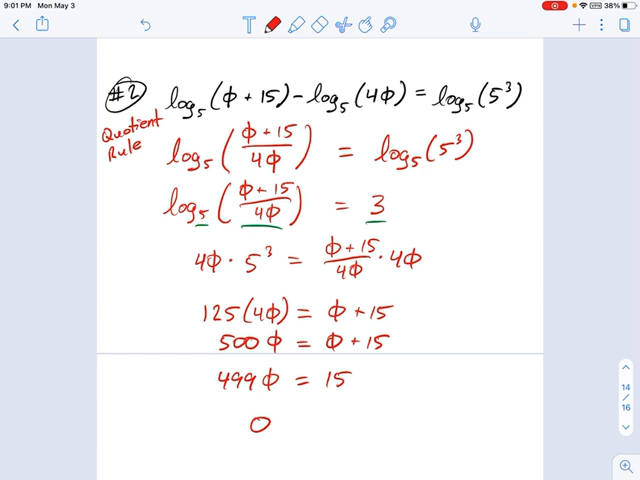 9:01 PM Mon May 3
VPN 38%
#2 log₅(ϕ + 15) - log₅(4ϕ) = log₅(5³)
Quotient
Rule
log₅((ϕ + 15)/(4ϕ)) = log₅(5³)
log₅((ϕ + 15)/(4ϕ)) = 3
4ϕ · 5³ = (ϕ + 15)/(4ϕ) · 4ϕ
125(4ϕ) = ϕ + 15
500ϕ = ϕ + 15
499ϕ = 15
0
14
/
16